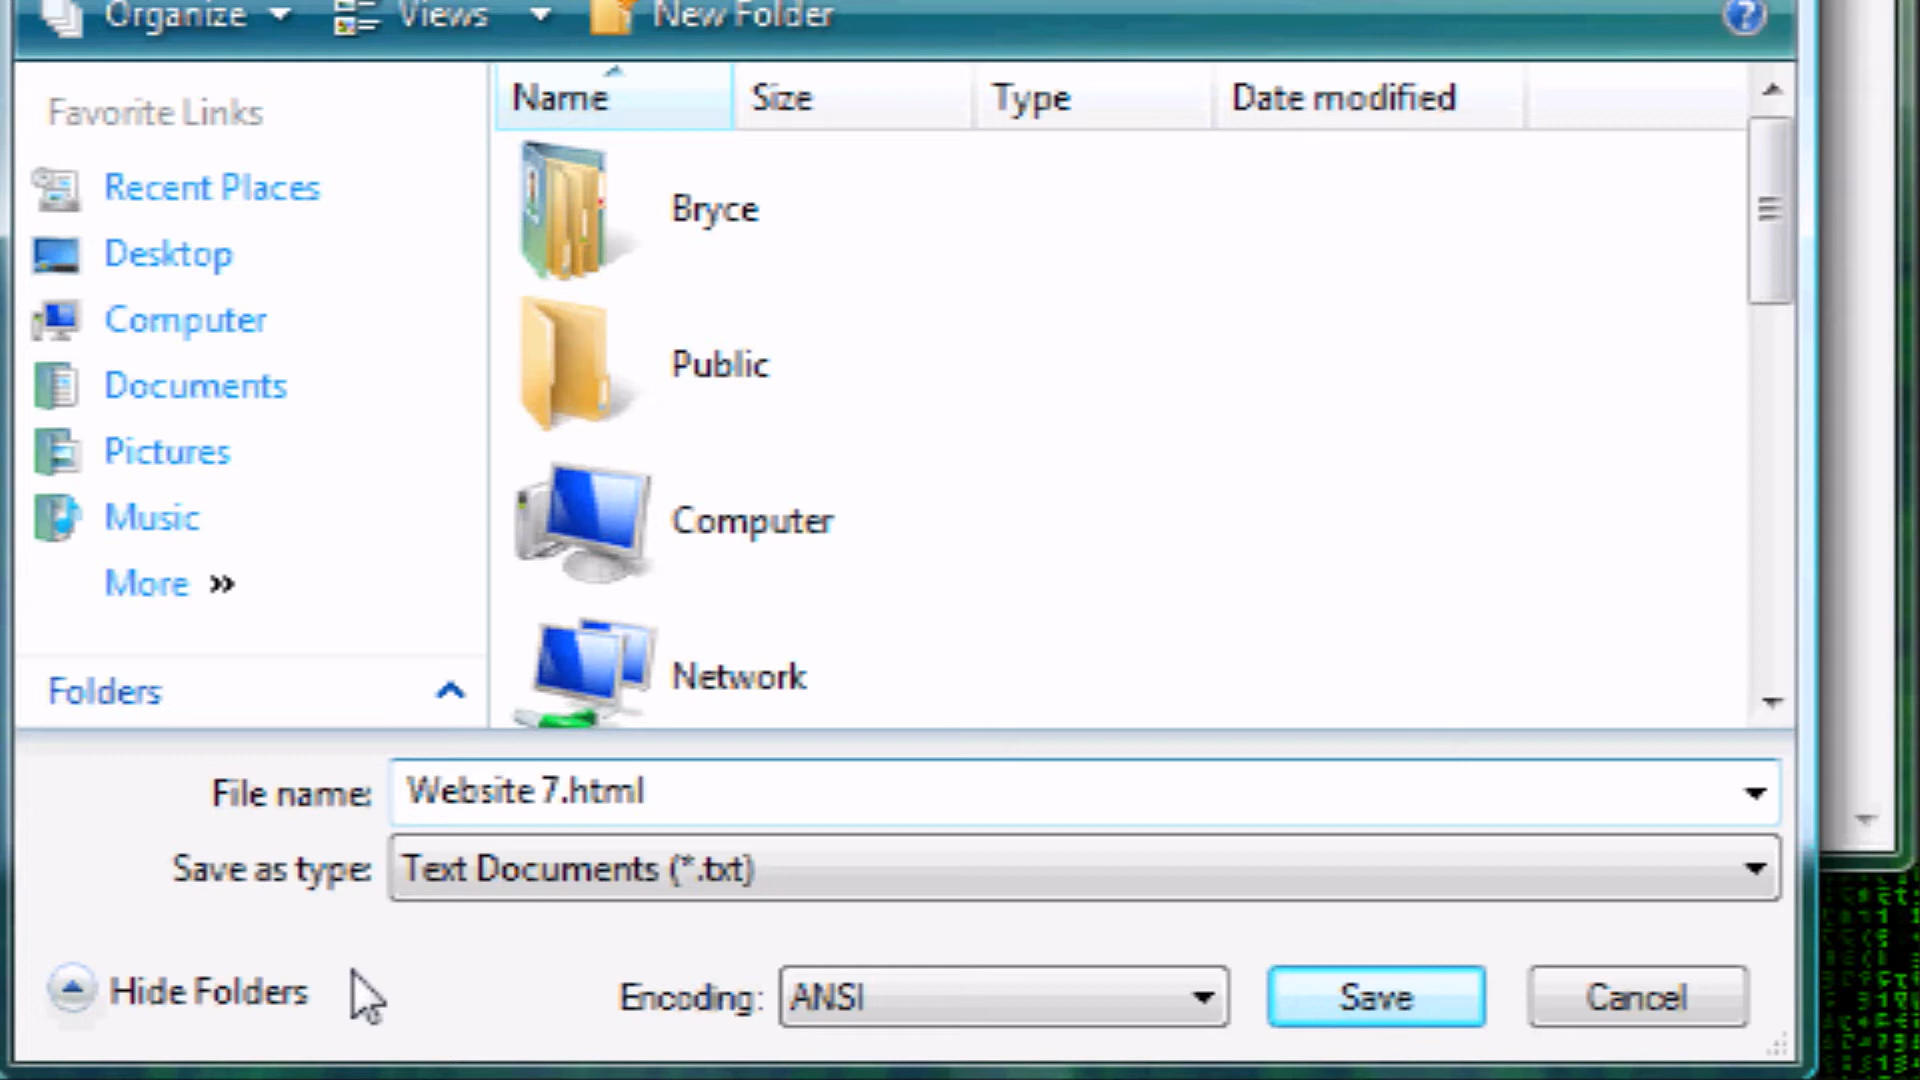 Organize Views New Folder
Favorite Links
Name Size Type Date modified
Recent Places
Desktop
Computer
Documents
Pictures
Music
More »
Folders
Bryce
Public
Computer
Network
File name: Website 7.html
Save as type: Text Documents (*.txt)
Hide Folders Encoding: ANSI Save Cancel